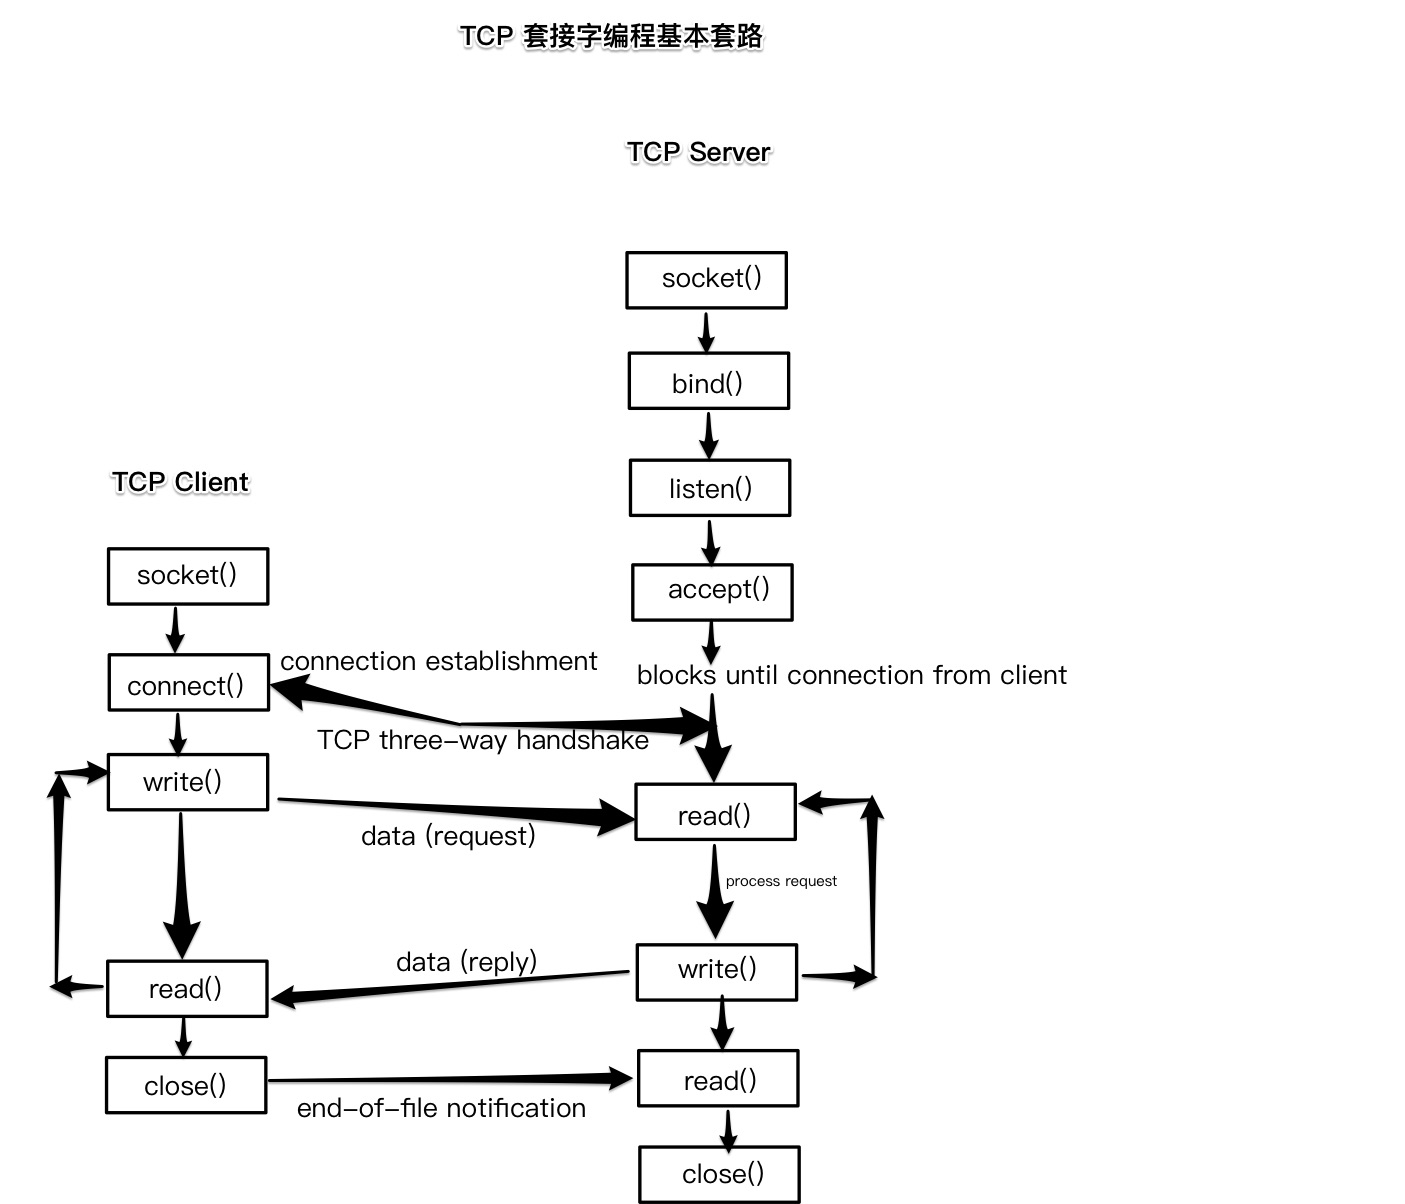 TCP 套接字编程基本套路
TCP Server
socket()
bind()
listen()
accept()
blocks until connection from client
TCP Client
socket()
connect()
connection establishment
TCP three-way handshake
write()
data (request)
read()
process request
write()
data (reply)
read()
close()
end-of-file notification
read()
close()